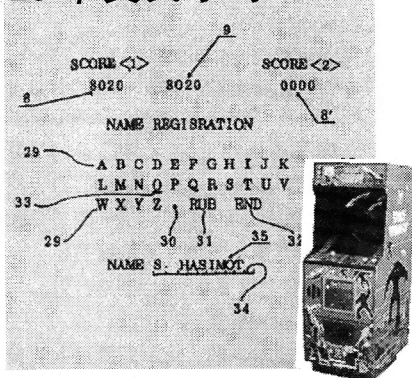 9
SCORE <1> SCORE <2>
8020 8020 0000
8 8'
NAME REGISRATION
29 A B C D E F G H I J K
L M N O P Q R S T U V
33
W X Y Z . RUB END
29 30 31 32
NAME S. HASIMOT 35
34